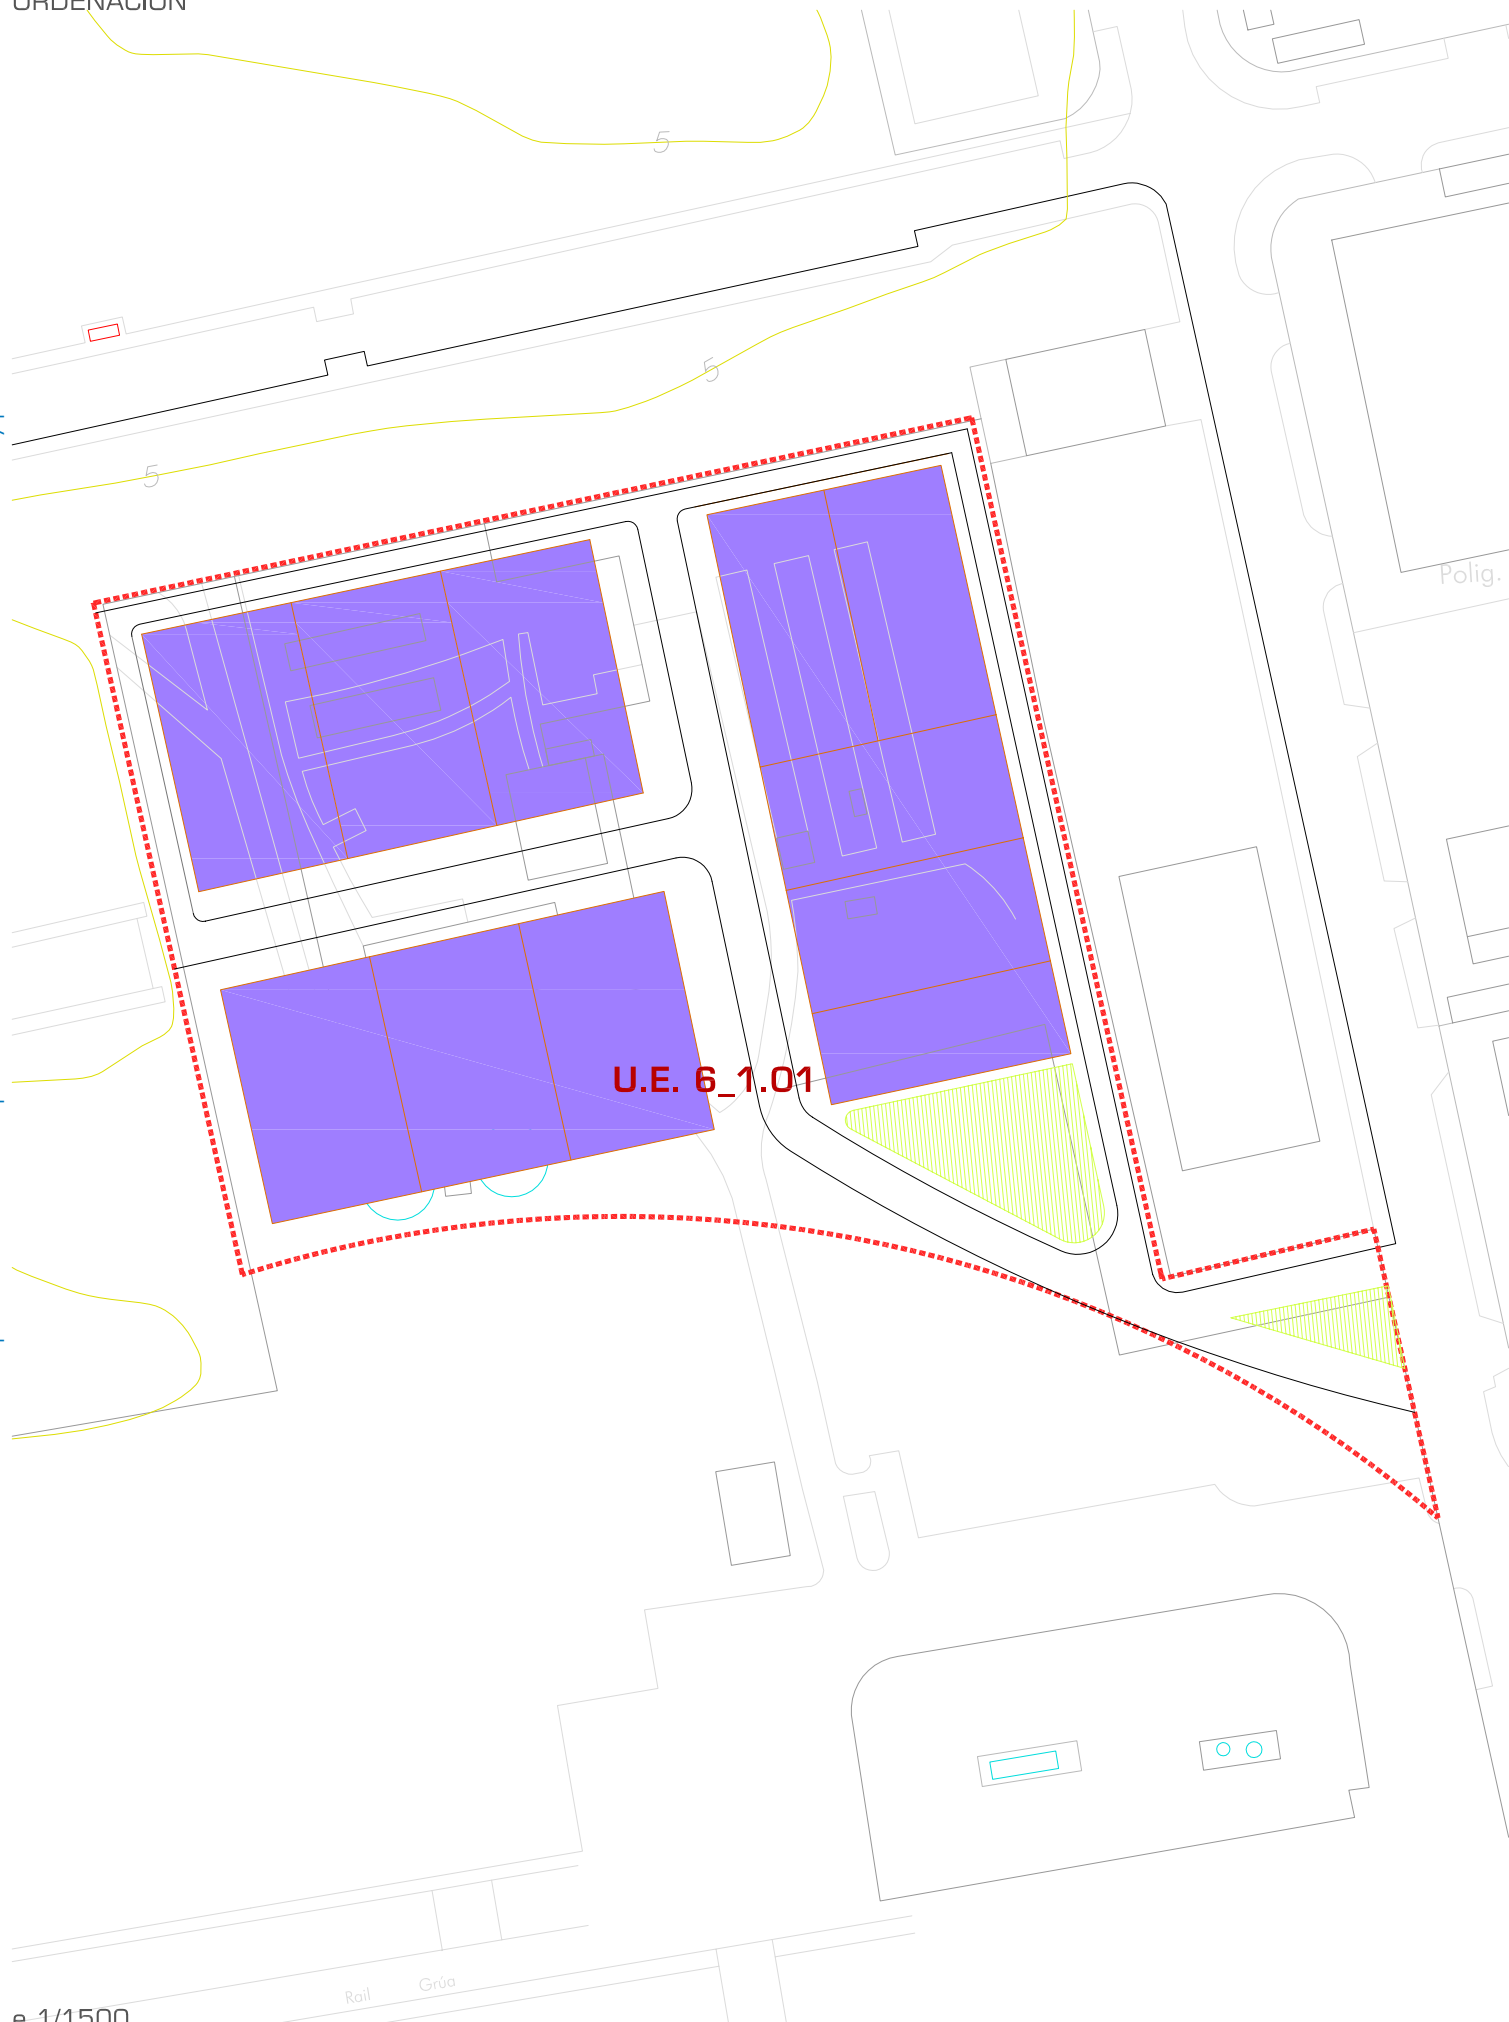 ORDENACIÓN
5
5
5
Polig.
U.E. 6_1.01
Rail Grúa
e 1/1500